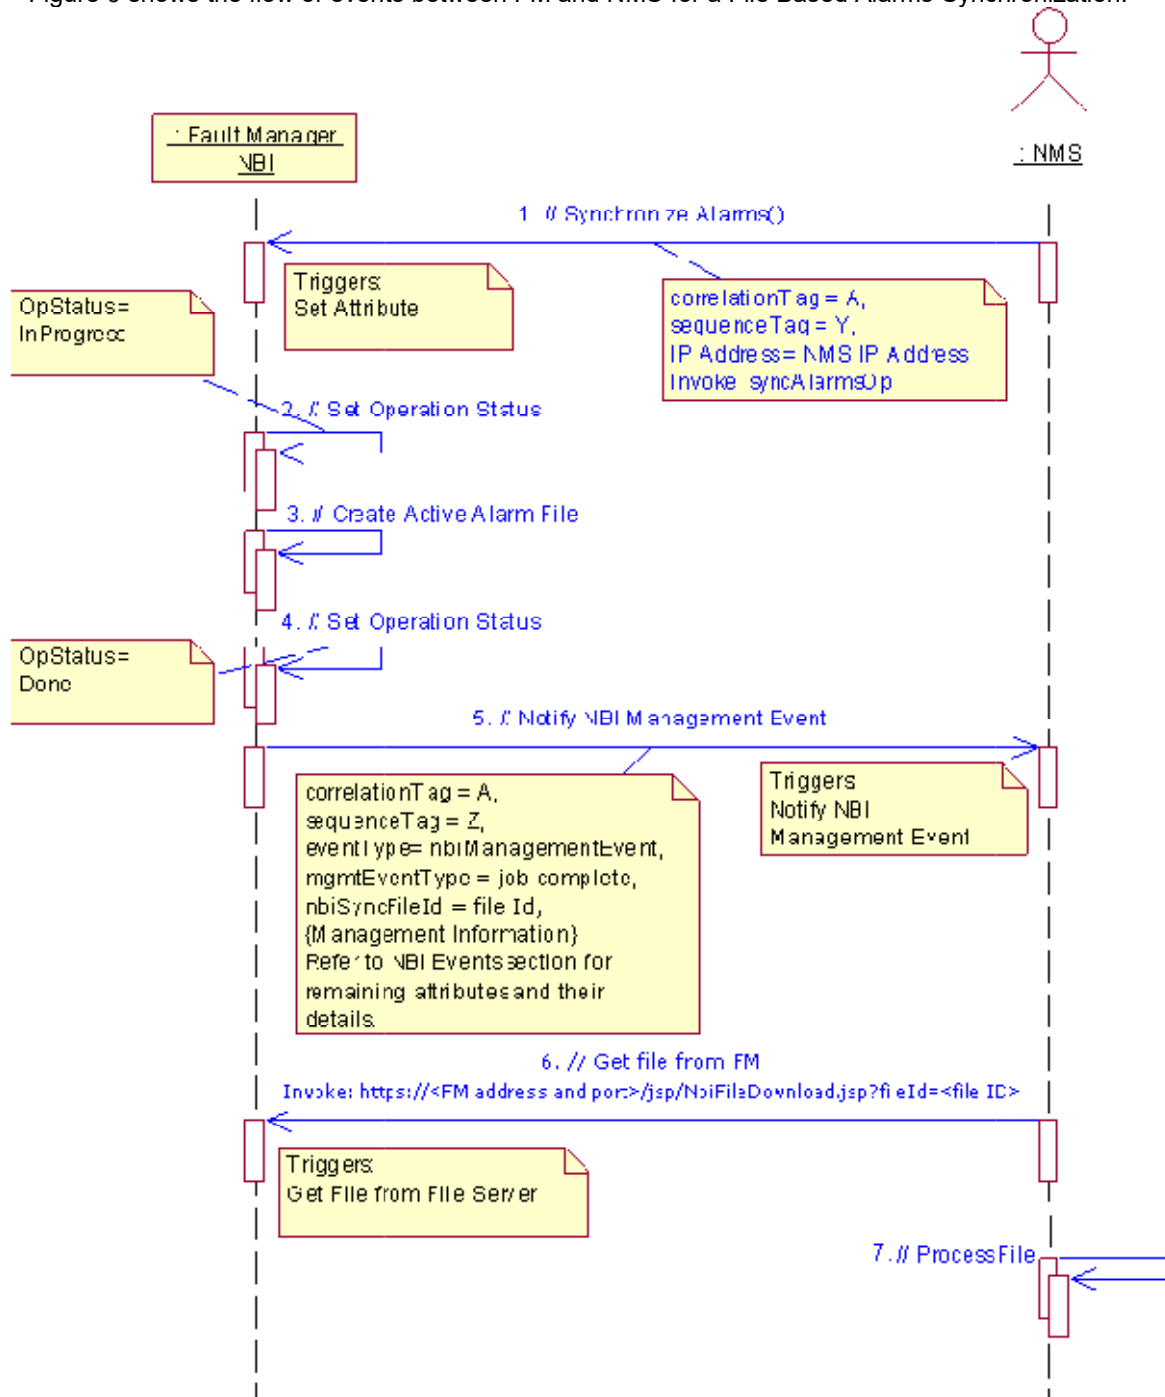 shows the flow of events between FM and NMS for a File Based Alarms Synchronization.
: Fault Manager
NBI
: NMS
1. // Synchronize Alarms()
Triggers:
Set Attribute
correlationTag = A,
sequenceTag = Y,
IP Address= NMS IP Address
Invoke syncAlarmsOp
OpStatus=
InProgress
2. // Set Operation Status
3. // Create Active Alarm File
4. // Set Operation Status
OpStatus=
Done
5. // Notify NBI Management Event
correlationTag = A,
sequenceTag = Z,
eventType= nbiManagementEvent,
mgmtEventType = job complete,
nbiSyncFileId = file Id,
{Management Information}
Refer to NBI Events section for
remaining attributes and their
details.
Triggers
Notify NBI
Management Event
6. // Get file from FM
Invoke: https://<FM address and port>/jsp/NbiFileDownload.jsp?fileId=<file ID>
Triggers:
Get File from File Server
7. // ProcessFile